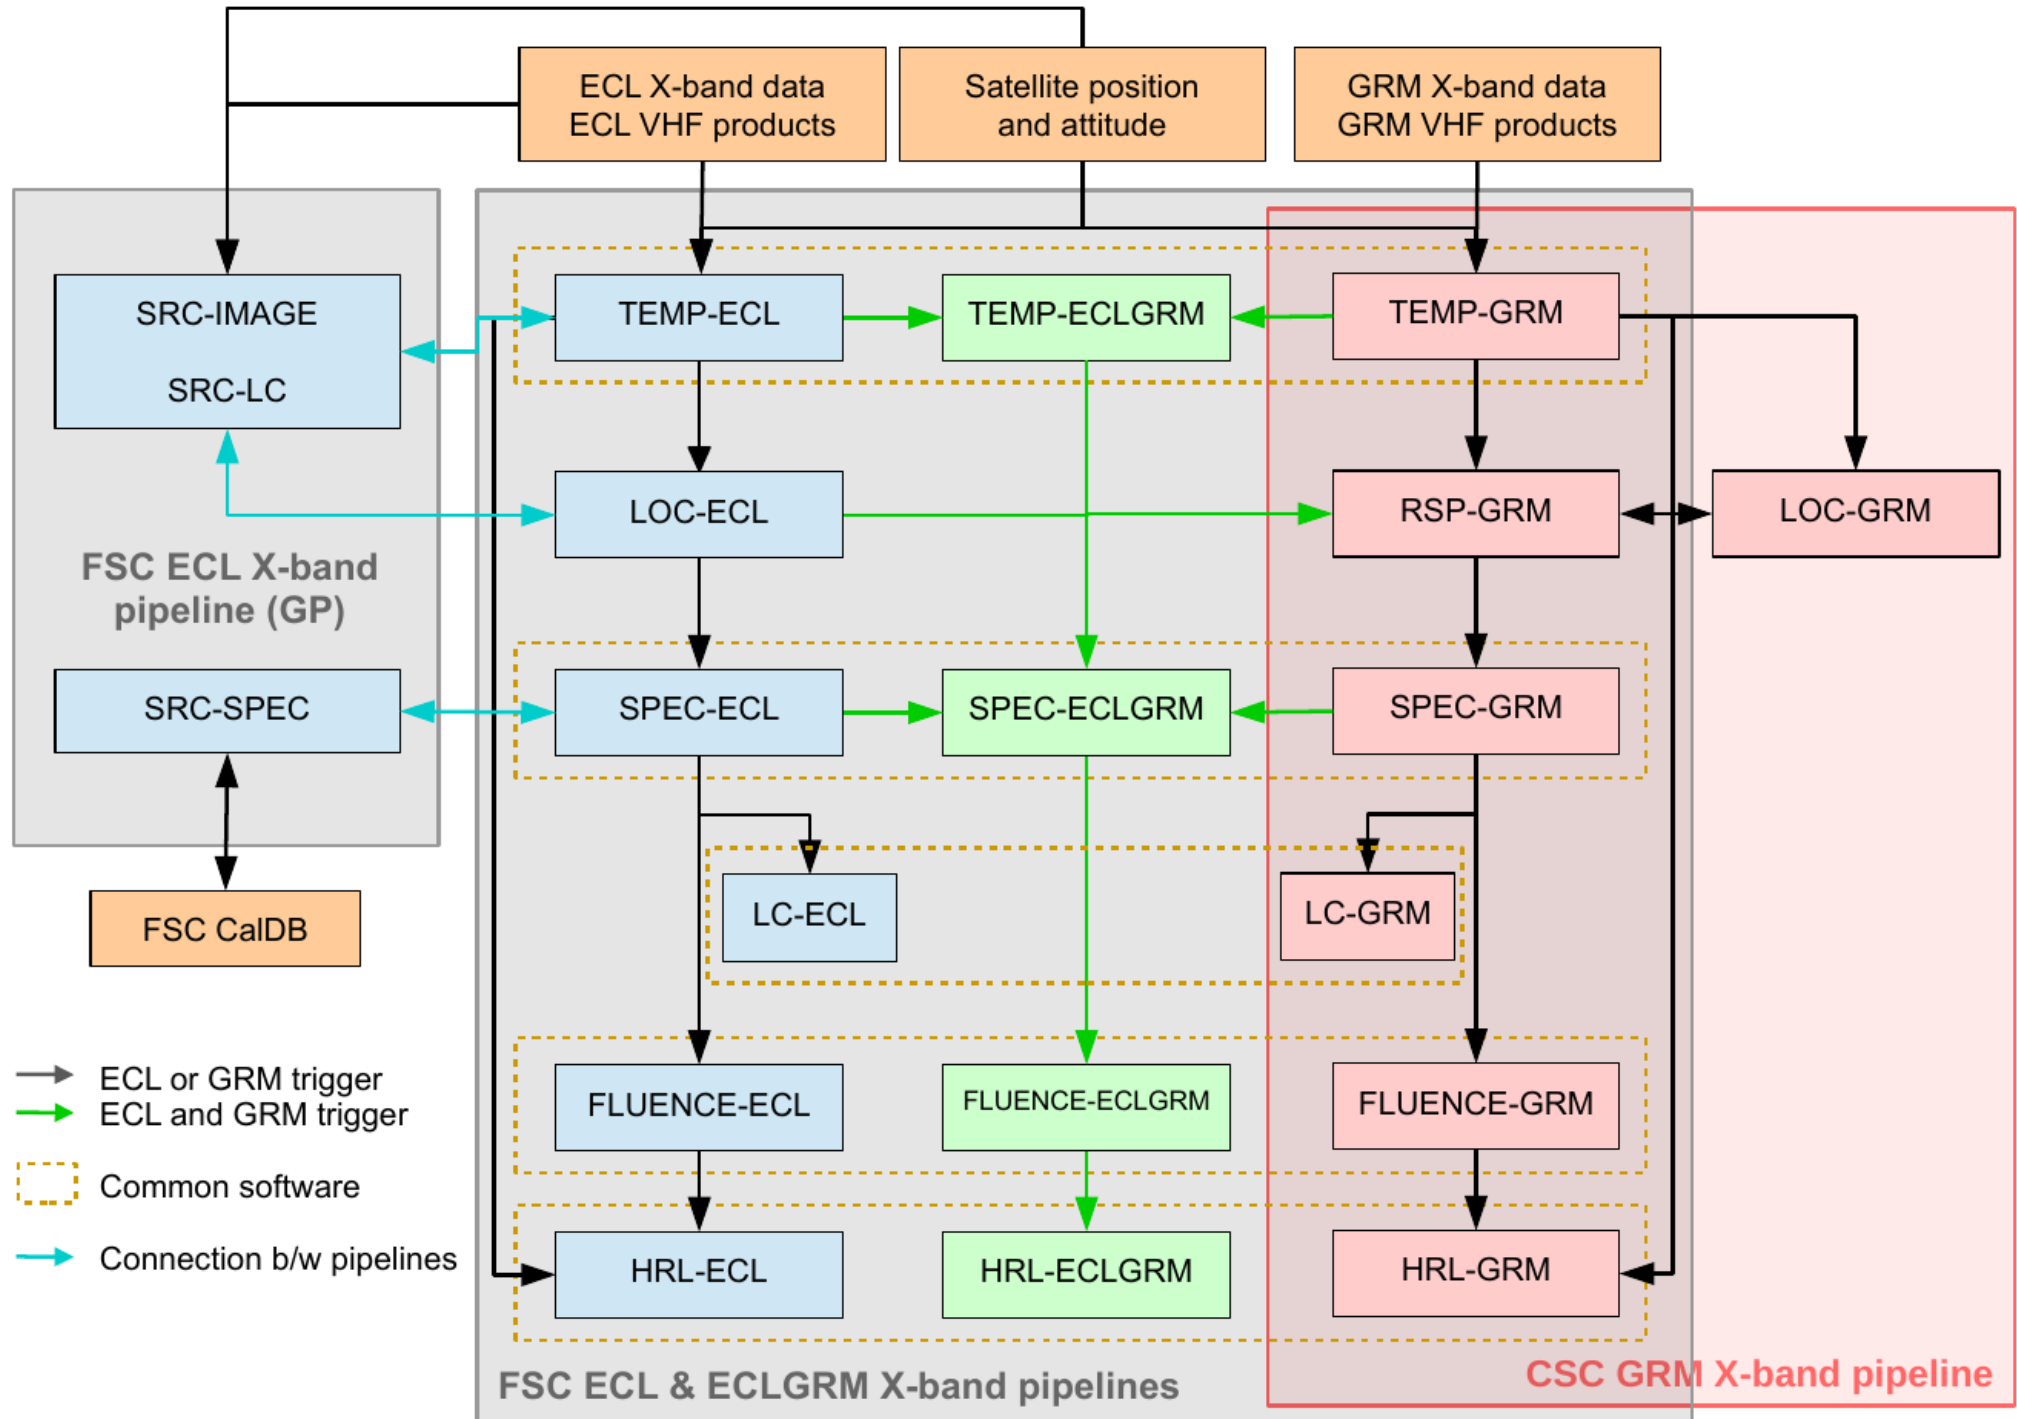 ECL X-band data
ECL VHF products
Satellite position
and attitude
GRM X-band data
GRM VHF products
SRC-IMAGE
SRC-LC
TEMP-ECL
TEMP-ECLGRM
TEMP-GRM
LOC-ECL
RSP-GRM
LOC-GRM
FSC ECL X-band
pipeline (GP)
SRC-SPEC
SPEC-ECL
SPEC-ECLGRM
SPEC-GRM
FSC CalDB
LC-ECL
LC-GRM
FLUENCE-ECL
FLUENCE-ECLGRM
FLUENCE-GRM
HRL-ECL
HRL-ECLGRM
HRL-GRM
ECL or GRM trigger
ECL and GRM trigger
Common software
Connection b/w pipelines
FSC ECL & ECLGRM X-band pipelines
CSC GRM X-band pipeline